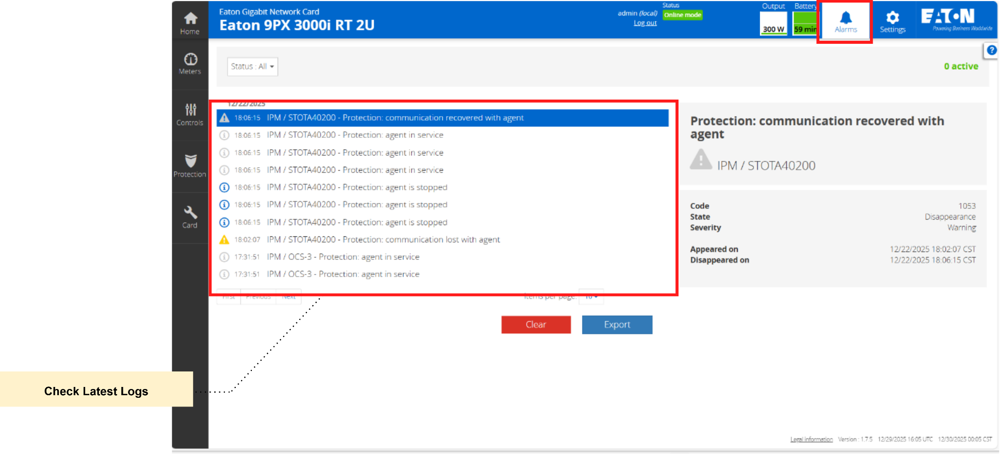 Home
Eaton Gigabit Network Card
Eaton 9PX 3000i RT 2U
admin (local)
Log out
Status
Online mode
Output
300 W
Battery
59 min
Alarms
Settings
EATON
Powering Business Worldwide
Meters
Controls
Protection
Card
Status : All
0 active
12/22/2025
18:06:15 IPM / STOTA40200 - Protection: communication recovered with agent
18:06:15 IPM / STOTA40200 - Protection: agent in service
18:06:15 IPM / STOTA40200 - Protection: agent in service
18:06:15 IPM / STOTA40200 - Protection: agent in service
18:06:15 IPM / STOTA40200 - Protection: agent is stopped
18:06:15 IPM / STOTA40200 - Protection: agent is stopped
18:06:15 IPM / STOTA40200 - Protection: agent is stopped
18:02:07 IPM / STOTA40200 - Protection: communication lost with agent
17:31:51 IPM / OCS-3 - Protection: agent in service
17:31:51 IPM / OCS-3 - Protection: agent in service
First Previous Next
Items per page: 10
Clear
Export
Protection: communication recovered with
agent
IPM / STOTA40200
Code 1053
State Disappearance
Severity Warning
Appeared on 12/22/2025 18:02:07 CST
Disappeared on 12/22/2025 18:06:15 CST
Check Latest Logs
Legal information Version : 1.7.5 12/29/2025 16:05 UTC 12/30/2025 00:05 CST